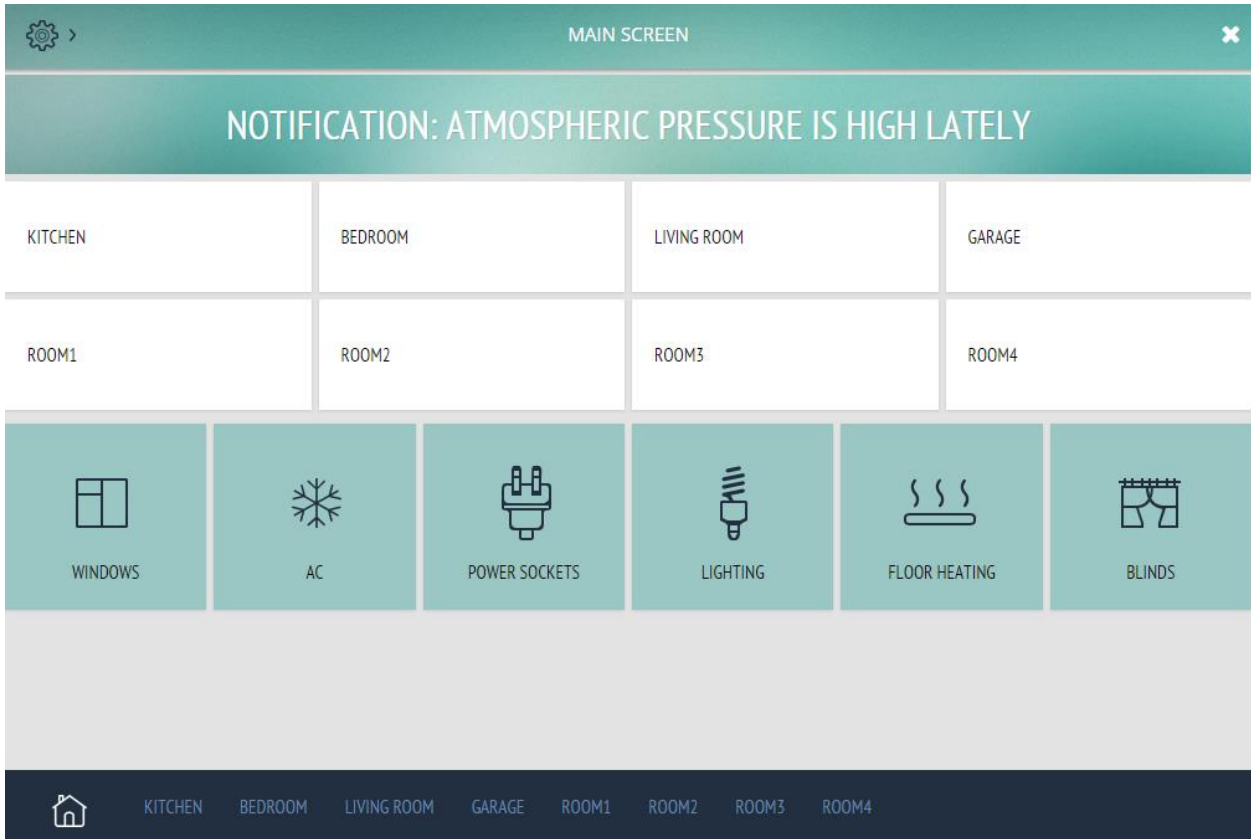 MAIN SCREEN
NOTIFICATION: ATMOSPHERIC PRESSURE IS HIGH LATELY
KITCHEN BEDROOM LIVING ROOM GARAGE
ROOM1 ROOM2 ROOM3 ROOM4
WINDOWS AC POWER SOCKETS LIGHTING FLOOR HEATING BLINDS
KITCHEN BEDROOM LIVING ROOM GARAGE ROOM1 ROOM2 ROOM3 ROOM4